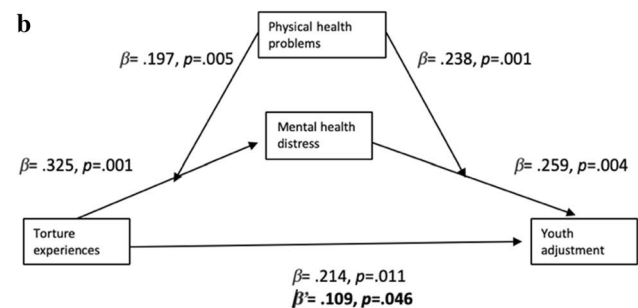 b
Physical health
problems
β= .197, p=.005
β= .238, p=.001
Mental health
distress
β= .325, p=.001
β= .259, p=.004
Torture
experiences
Youth
adjustment
β= .214, p=.011
β'= .109, p=.046